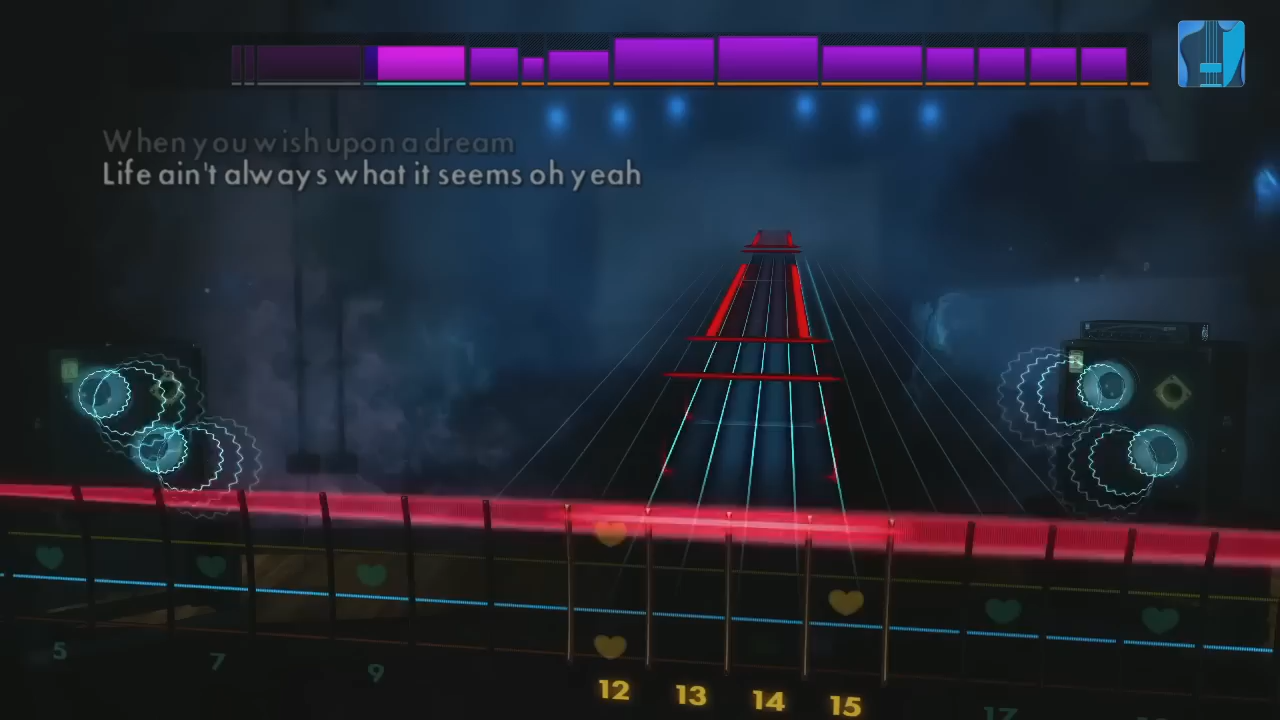 When you wish upon a dream
Life ain't always what it seems oh yeah
5 7 9 12 13 14 15 17